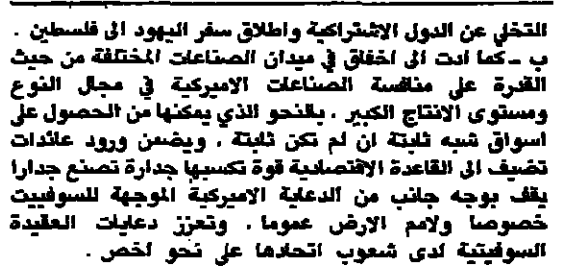 التخلي عن الدول الاشتراكية واطلاق سفر اليهود الى فلسطين .
ب ـ كما ادت الى اخفاق في ميدان الصناعات المختلفة من حيث
القدرة على منافسة الصناعات الاميركية في مجال النوع
ومستوى الانتاج الكبير . بالنحو الذي يمكنها من الحصول على
اسواق شبه ثابتة ان لم تكن ثابتة . ويضمن ورود عائدات
تضيف الى القاعدة الاقتصادية قوة تكسبها جدارة تصنع جدارا
يقف بوجه جانب من الدعاية الاميركية الموجهة للسوفييت
خصوصا ولامم الارض عموما . وتعزز دعايات العقيدة
السوفيتية لدى شعوب اتحادها على نحو اخص .